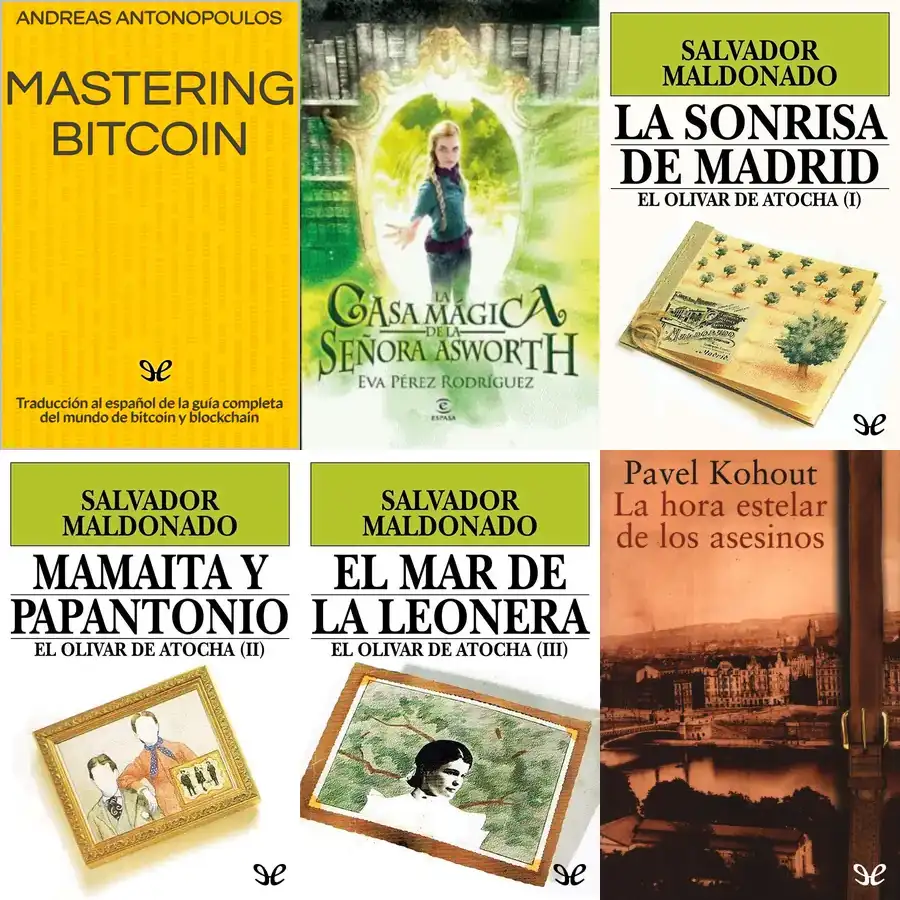 ANDREAS ANTONOPOULOS
MASTERING
BITCOIN
Traducción al español de la guía completa
del mundo de bitcoin y blockchain
LA
CASA MÁGICA
DE LA
SEÑORA ASWORTH
EVA PÉREZ RODRÍGUEZ
ESPASA
SALVADOR
MALDONADO
LA SONRISA
DE MADRID
EL OLIVAR DE ATOCHA (I)
Madrid
SALVADOR
MALDONADO
MAMAITA Y
PAPANTONIO
EL OLIVAR DE ATOCHA (II)
SALVADOR
MALDONADO
EL MAR DE
LA LEONERA
EL OLIVAR DE ATOCHA (III)
Pavel Kohout
La hora estelar
de los asesinos